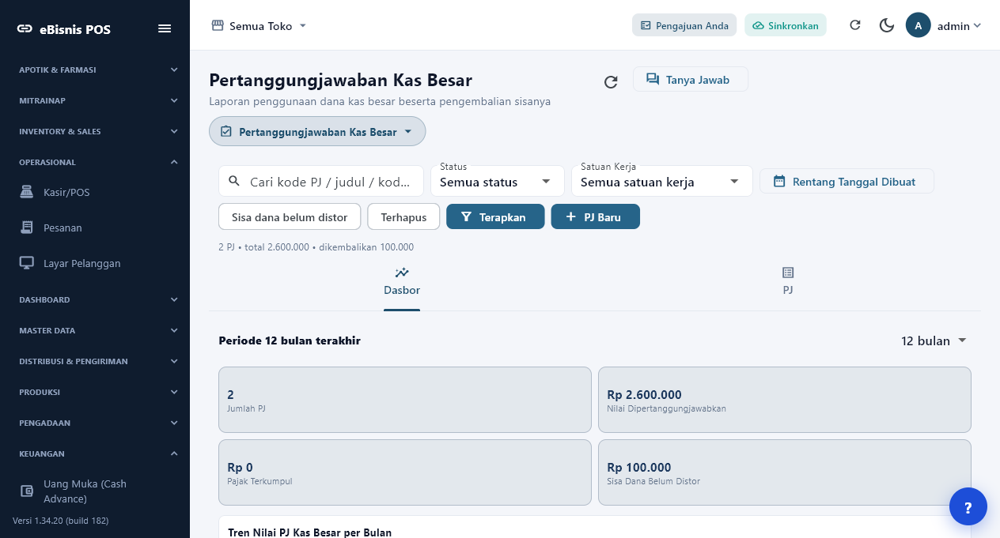 eBisnis POS
APOTIK & FARMASI
MITRAINAP
INVENTORY & SALES
OPERASIONAL
Kasir/POS
Pesanan
Layar Pelanggan
DASHBOARD
MASTER DATA
DISTRIBUSI & PENGIRIMAN
PRODUKSI
PENGADAAN
KEUANGAN
Uang Muka (Cash
Advance)
Versi 1.34.20 (build 182)
Semua Toko
Pengajuan Anda
Sinkronkan
A
admin
Pertanggungjawaban Kas Besar
Laporan penggunaan dana kas besar beserta pengembalian sisanya
Tanya Jawab
Pertanggungjawaban Kas Besar
Cari kode PJ / judul / kod...
Status
Semua status
Satuan Kerja
Semua satuan kerja
Rentang Tanggal Dibuat
Sisa dana belum distor
Terhapus
Terapkan
PJ Baru
2 PJ • total 2.600.000 • dikembalikan 100.000
Dasbor
PJ
Periode 12 bulan terakhir
12 bulan
2
Jumlah PJ
Rp 2.600.000
Nilai Dipertanggungjawabkan
Rp 0
Pajak Terkumpul
Rp 100.000
Sisa Dana Belum Distor
?
Tren Nilai PJ Kas Besar per Bulan